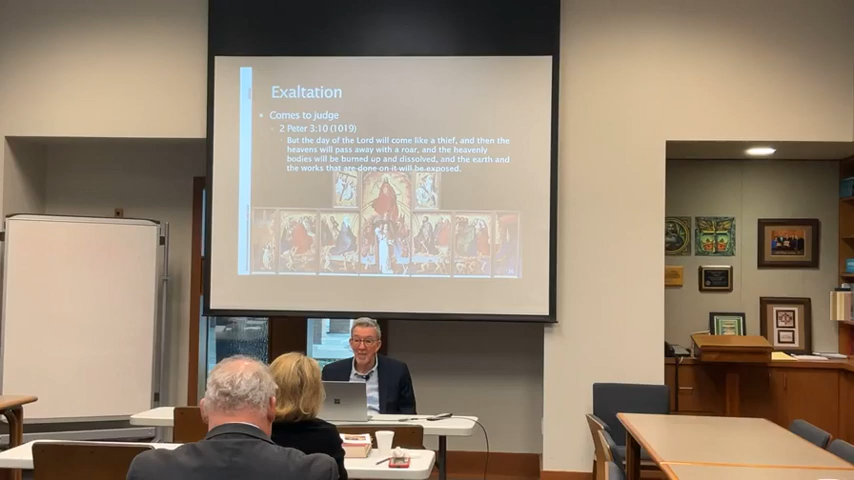 Exaltation
Comes to judge
2 Peter 3:10 (1019)
But the day of the Lord will come like a thief, and then the
heavens will pass away with a roar, and the heavenly
bodies will be burned up and dissolved, and the earth and
the works that are done on it will be exposed.